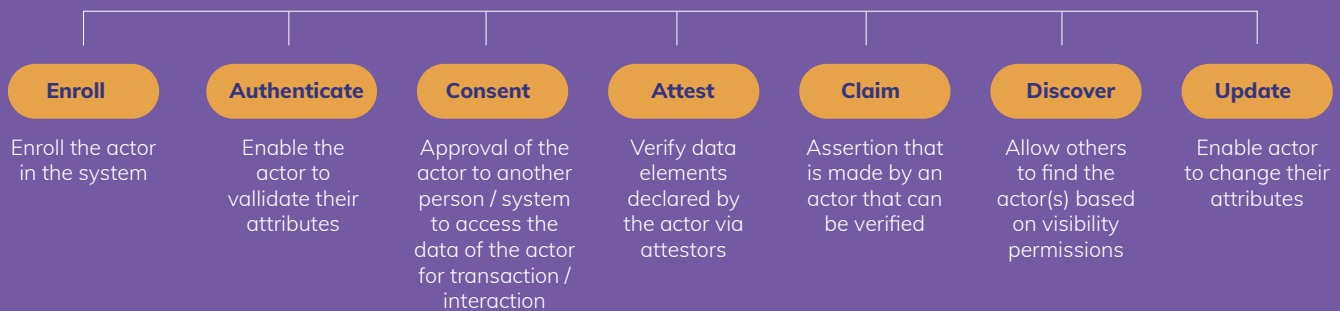 Enroll
Enroll the actor
in the system
Authenticate
Enable the
actor to
vallidate their
attributes
Consent
Approval of the
actor to another
person / system
to access the
data of the actor
for transaction /
interaction
Attest
Verify data
elements
declared by
the actor via
attestors
Claim
Assertion that
is made by an
actor that can
be verified
Discover
Allow others
to find the
actor(s) based
on visibility
permissions
Update
Enable actor
to change their
attributes